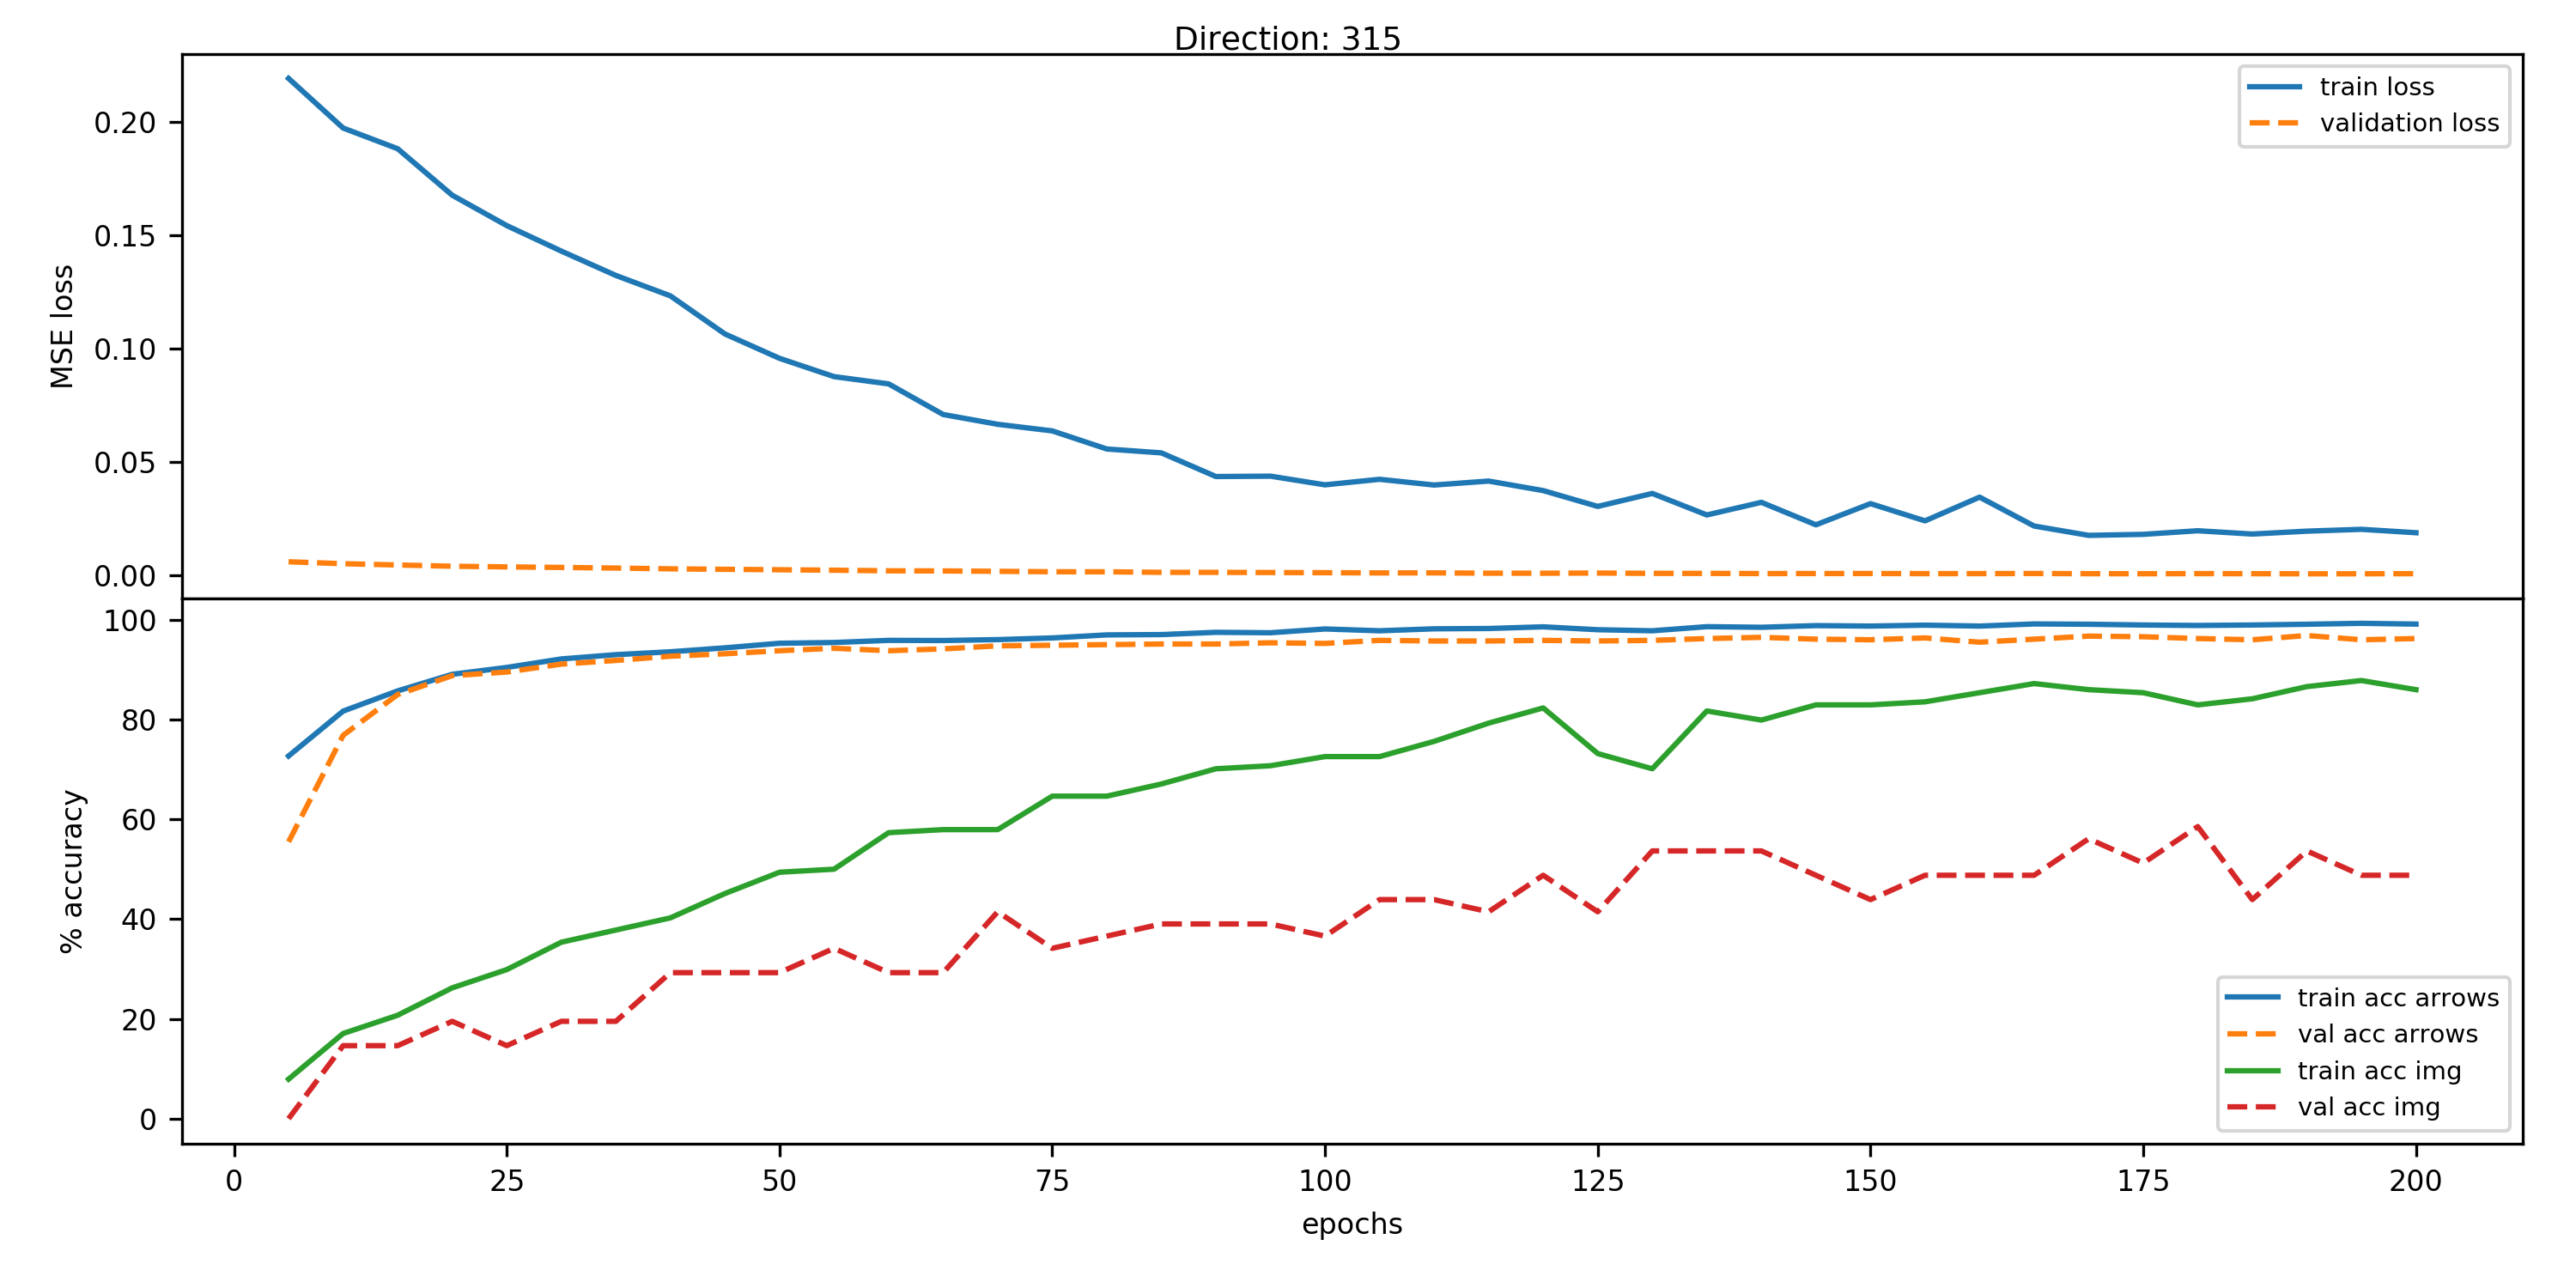 Direction: 315
train loss
validation loss
0.20
0.15
0.10
0.05
0.00
MSE loss
100
80
60
40
20
0
% accuracy
train acc arrows
val acc arrows
train acc img
val acc img
0 25 50 75 100 125 150 175 200
epochs